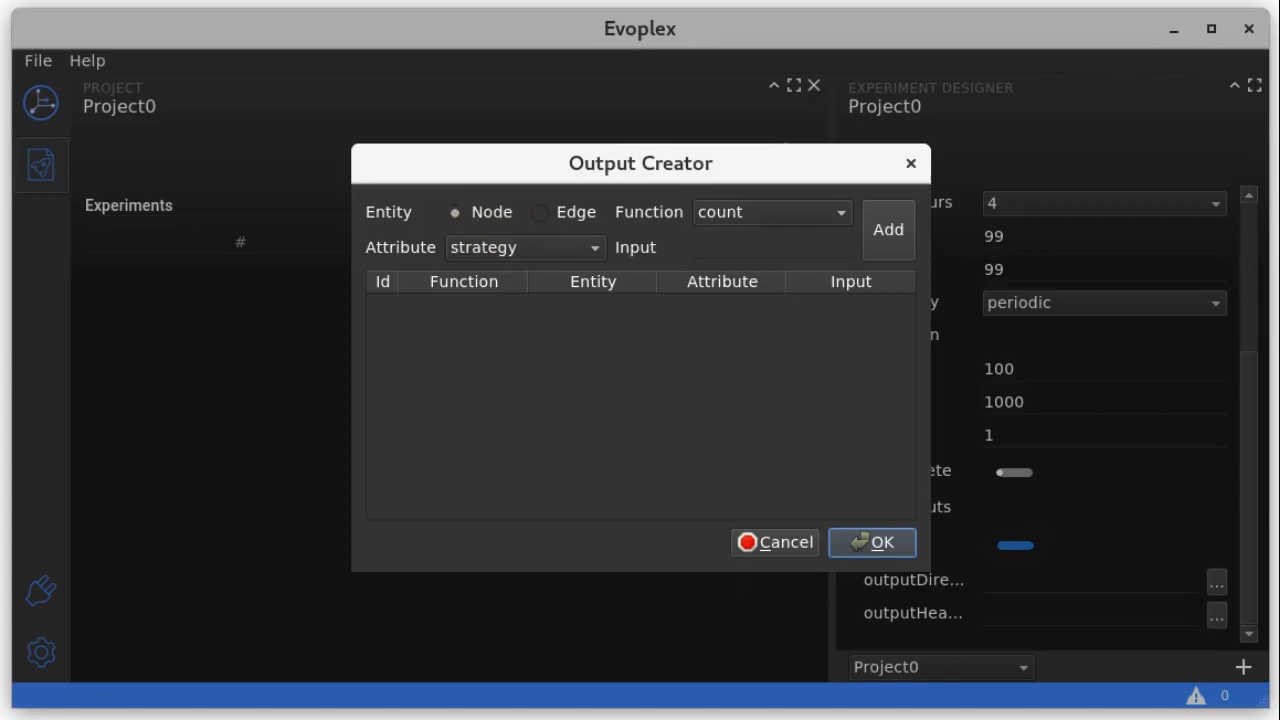 Evoplex
File Help
PROJECT
Project0
EXPERIMENT DESIGNER
Project0
Experiments
#
Output Creator
Entity Node Edge Function count
Add
Attribute strategy Input
Id Function Entity Attribute Input
Cancel OK
urs 4
99
99
y periodic
n
100
1000
1
ete
uts
outputDire... ...
outputHea... ...
Project0 +
0